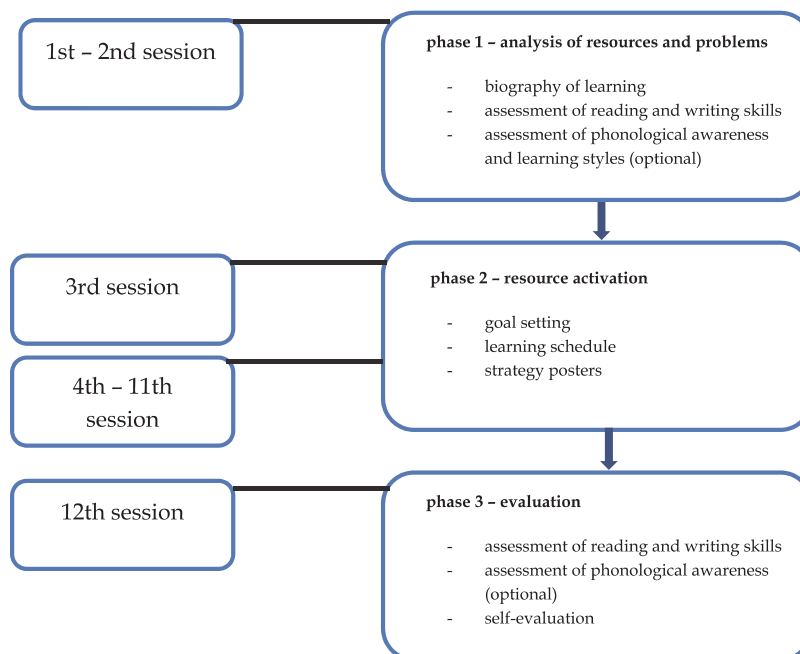 1st – 2nd session
phase 1 – analysis of resources and problems
- biography of learning
- assessment of reading and writing skills
- assessment of phonological awareness
and learning styles (optional)
3rd session
4th – 11th
session
phase 2 – resource activation
- goal setting
- learning schedule
- strategy posters
12th session
phase 3 – evaluation
- assessment of reading and writing skills
- assessment of phonological awareness
(optional)
- self-evaluation